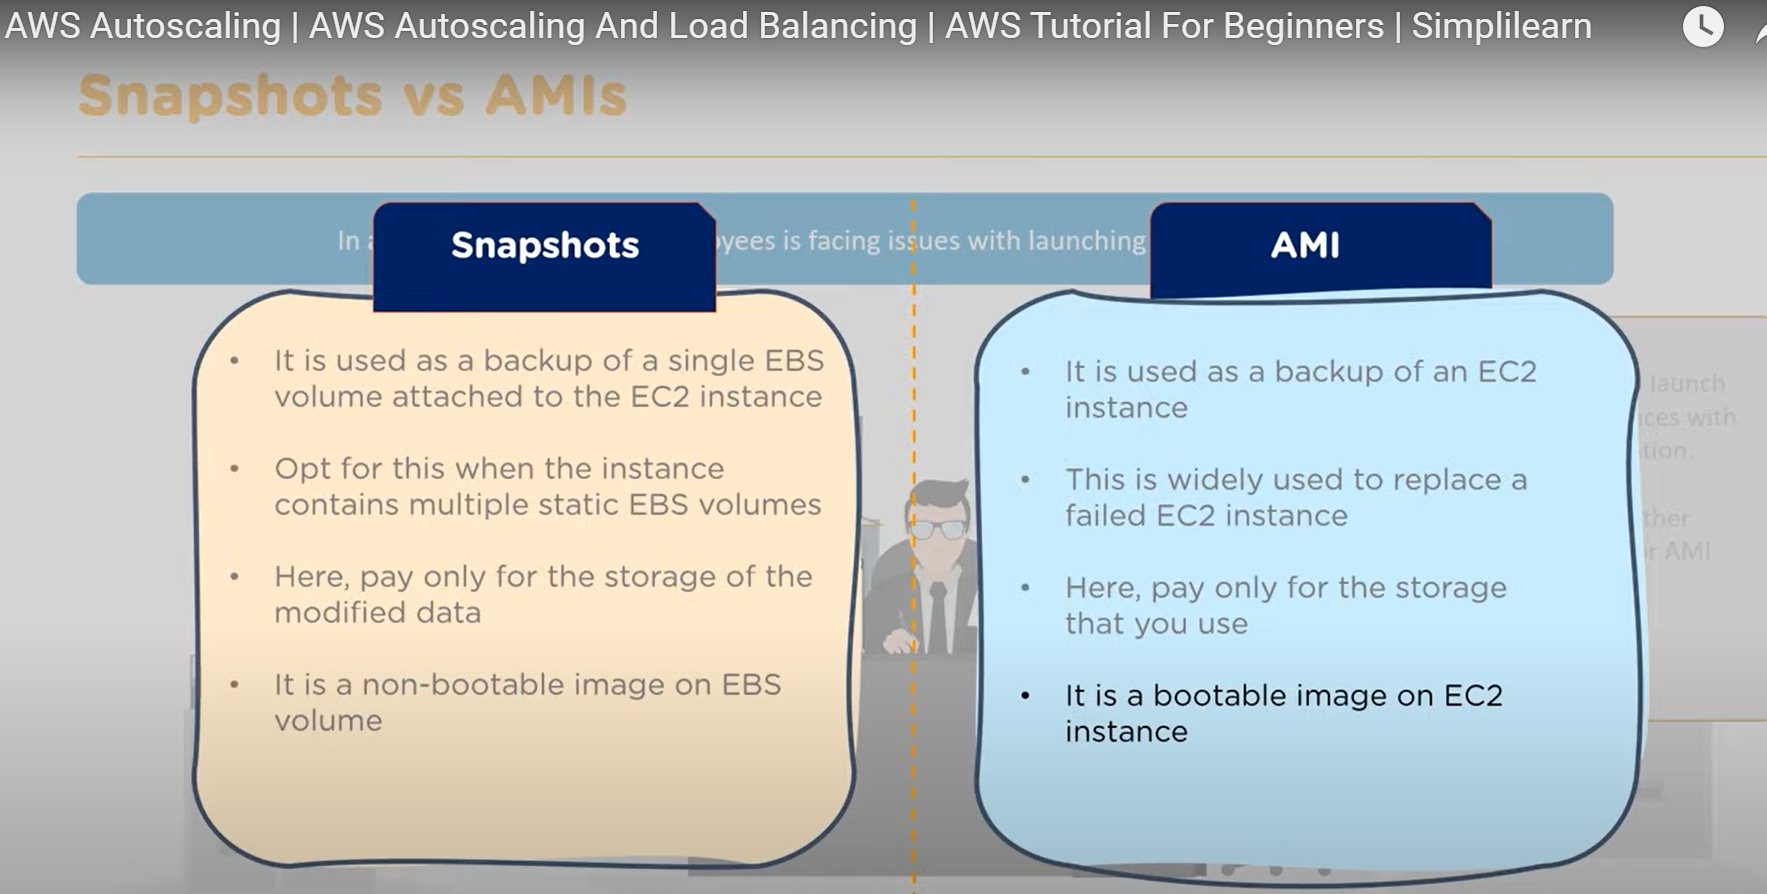 AWS Autoscaling | AWS Autoscaling And Load Balancing | AWS Tutorial For Beginners | Simplilearn
Snapshots vs AMIs
In
is facing issues with launching
Snapshots
It is used as a backup of a single EBS
volume attached to the EC2 instance
Opt for this when the instance
contains multiple static EBS volumes
Here, pay only for the storage of the
modified data
It is a non-bootable image on EBS
volume
AMI
It is used as a backup of an EC2
instance
This is widely used to replace a
failed EC2 instance
Here, pay only for the storage
that you use
It is a bootable image on EC2
instance
launch
with
AMI